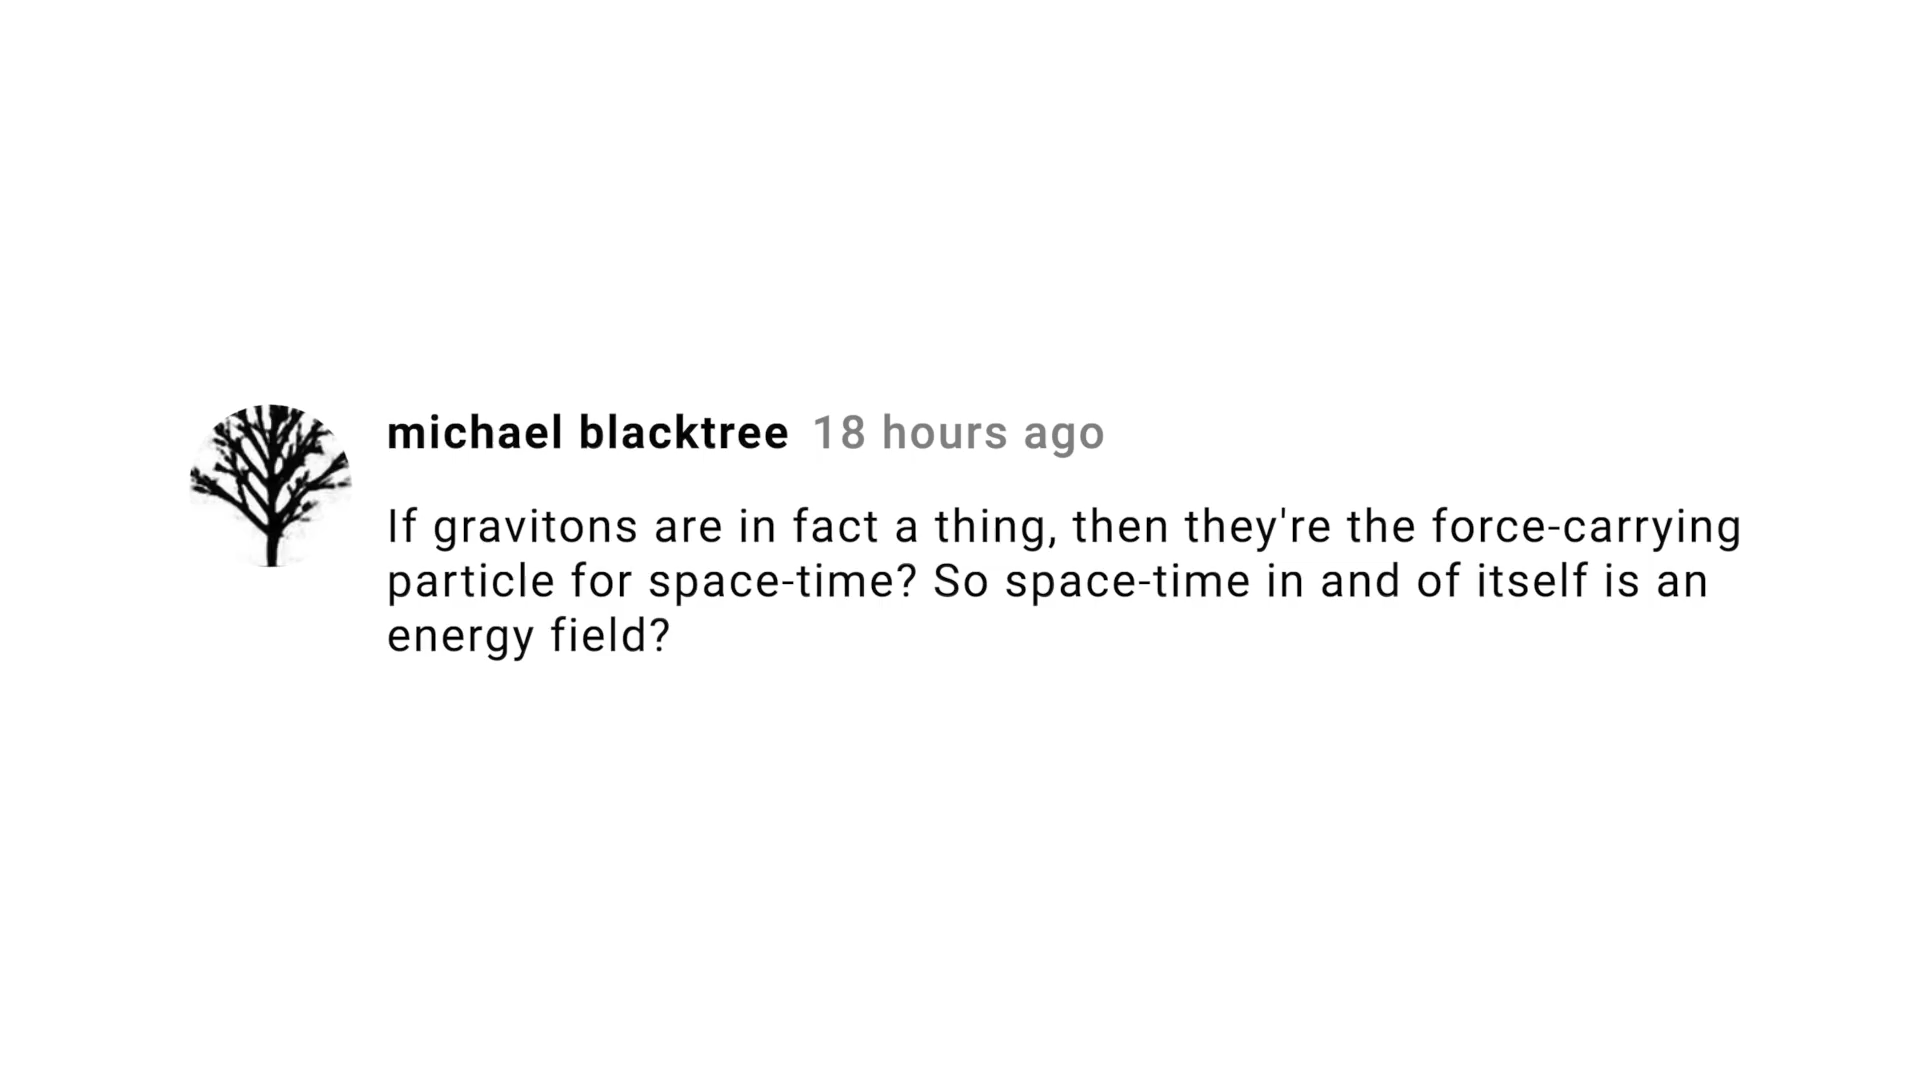 michael blacktree 18 hours ago
If gravitons are in fact a thing, then they're the force-carrying
particle for space-time? So space-time in and of itself is an
energy field?